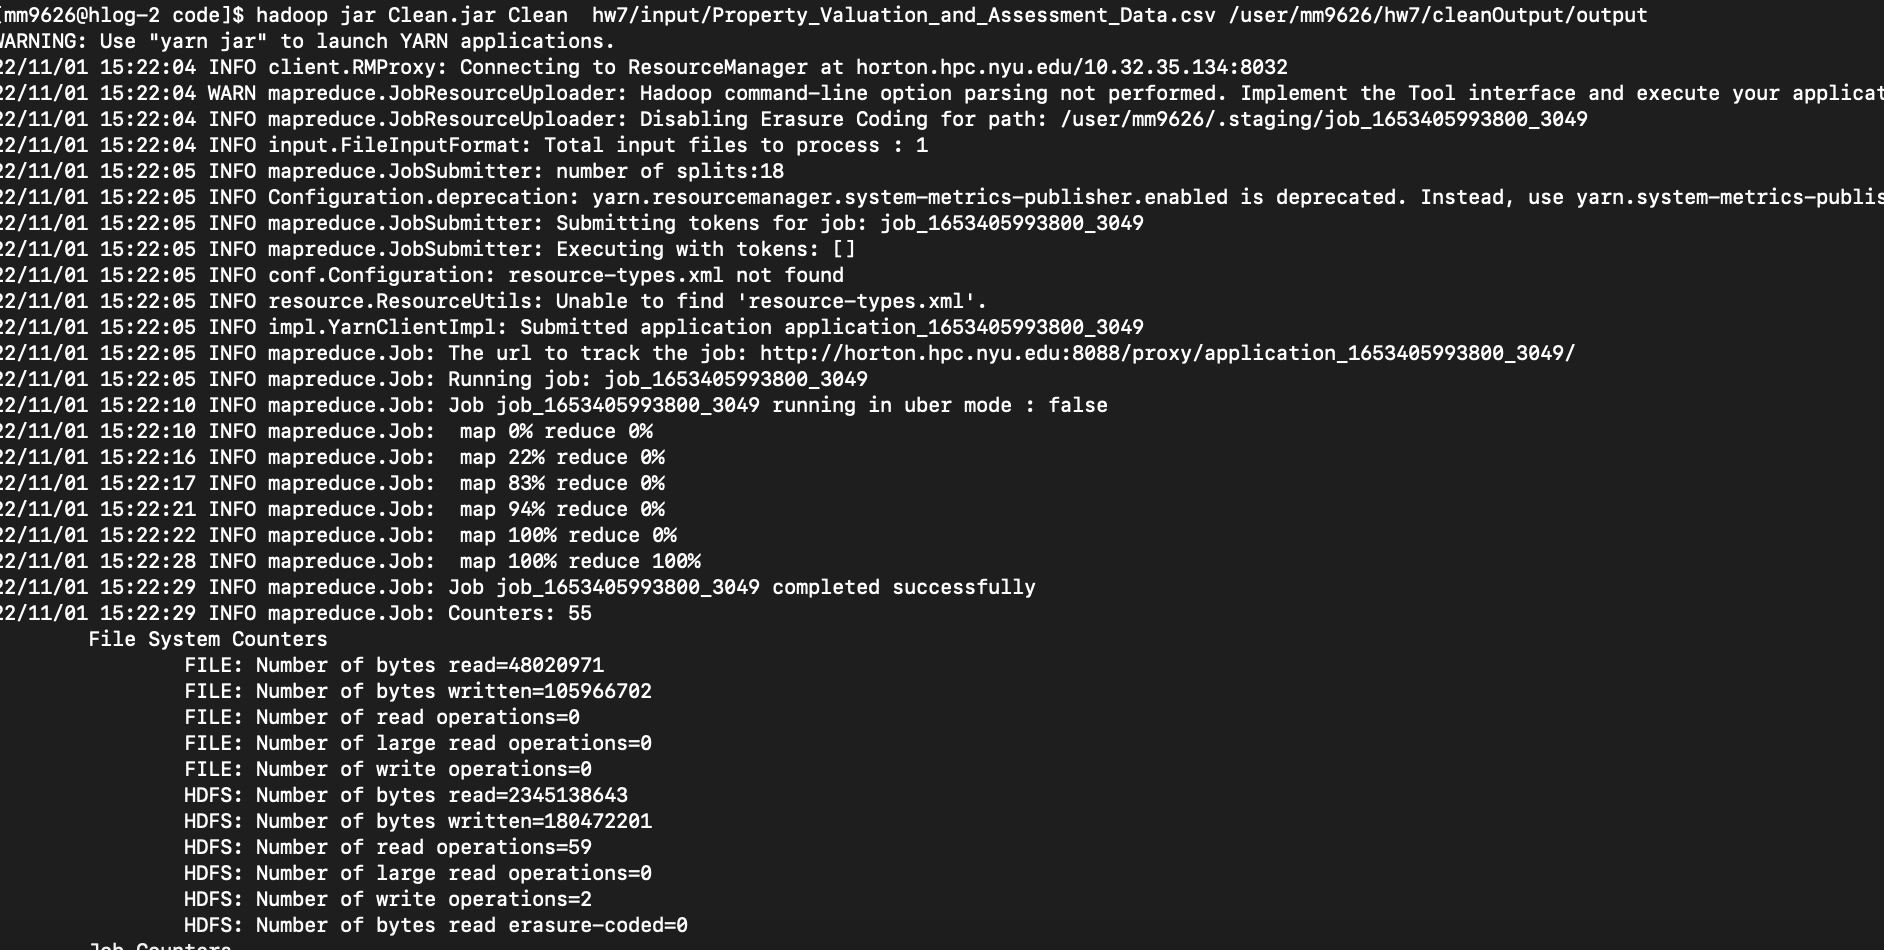 [mm9626@hlog-2 code]$ hadoop jar Clean.jar Clean  hw7/input/Property_Valuation_and_Assessment_Data.csv /user/mm9626/hw7/cleanOutput/output
WARNING: Use "yarn jar" to launch YARN applications.
22/11/01 15:22:04 INFO client.RMProxy: Connecting to ResourceManager at horton.hpc.nyu.edu/10.32.35.134:8032
22/11/01 15:22:04 WARN mapreduce.JobResourceUploader: Hadoop command-line option parsing not performed. Implement the Tool interface and execute your applicat
22/11/01 15:22:04 INFO mapreduce.JobResourceUploader: Disabling Erasure Coding for path: /user/mm9626/.staging/job_1653405993800_3049
22/11/01 15:22:04 INFO input.FileInputFormat: Total input files to process : 1
22/11/01 15:22:05 INFO mapreduce.JobSubmitter: number of splits:18
22/11/01 15:22:05 INFO Configuration.deprecation: yarn.resourcemanager.system-metrics-publisher.enabled is deprecated. Instead, use yarn.system-metrics-publis
22/11/01 15:22:05 INFO mapreduce.JobSubmitter: Submitting tokens for job: job_1653405993800_3049
22/11/01 15:22:05 INFO mapreduce.JobSubmitter: Executing with tokens: []
22/11/01 15:22:05 INFO conf.Configuration: resource-types.xml not found
22/11/01 15:22:05 INFO resource.ResourceUtils: Unable to find 'resource-types.xml'.
22/11/01 15:22:05 INFO impl.YarnClientImpl: Submitted application application_1653405993800_3049
22/11/01 15:22:05 INFO mapreduce.Job: The url to track the job: http://horton.hpc.nyu.edu:8088/proxy/application_1653405993800_3049/
22/11/01 15:22:05 INFO mapreduce.Job: Running job: job_1653405993800_3049
22/11/01 15:22:10 INFO mapreduce.Job: Job job_1653405993800_3049 running in uber mode : false
22/11/01 15:22:10 INFO mapreduce.Job:  map 0% reduce 0%
22/11/01 15:22:16 INFO mapreduce.Job:  map 22% reduce 0%
22/11/01 15:22:17 INFO mapreduce.Job:  map 83% reduce 0%
22/11/01 15:22:21 INFO mapreduce.Job:  map 94% reduce 0%
22/11/01 15:22:22 INFO mapreduce.Job:  map 100% reduce 0%
22/11/01 15:22:28 INFO mapreduce.Job:  map 100% reduce 100%
22/11/01 15:22:29 INFO mapreduce.Job: Job job_1653405993800_3049 completed successfully
22/11/01 15:22:29 INFO mapreduce.Job: Counters: 55
File System Counters
FILE: Number of bytes read=48020971
FILE: Number of bytes written=105966702
FILE: Number of read operations=0
FILE: Number of large read operations=0
FILE: Number of write operations=0
HDFS: Number of bytes read=2345138643
HDFS: Number of bytes written=180472201
HDFS: Number of read operations=59
HDFS: Number of large read operations=0
HDFS: Number of write operations=2
HDFS: Number of bytes read erasure-coded=0
Job Counters